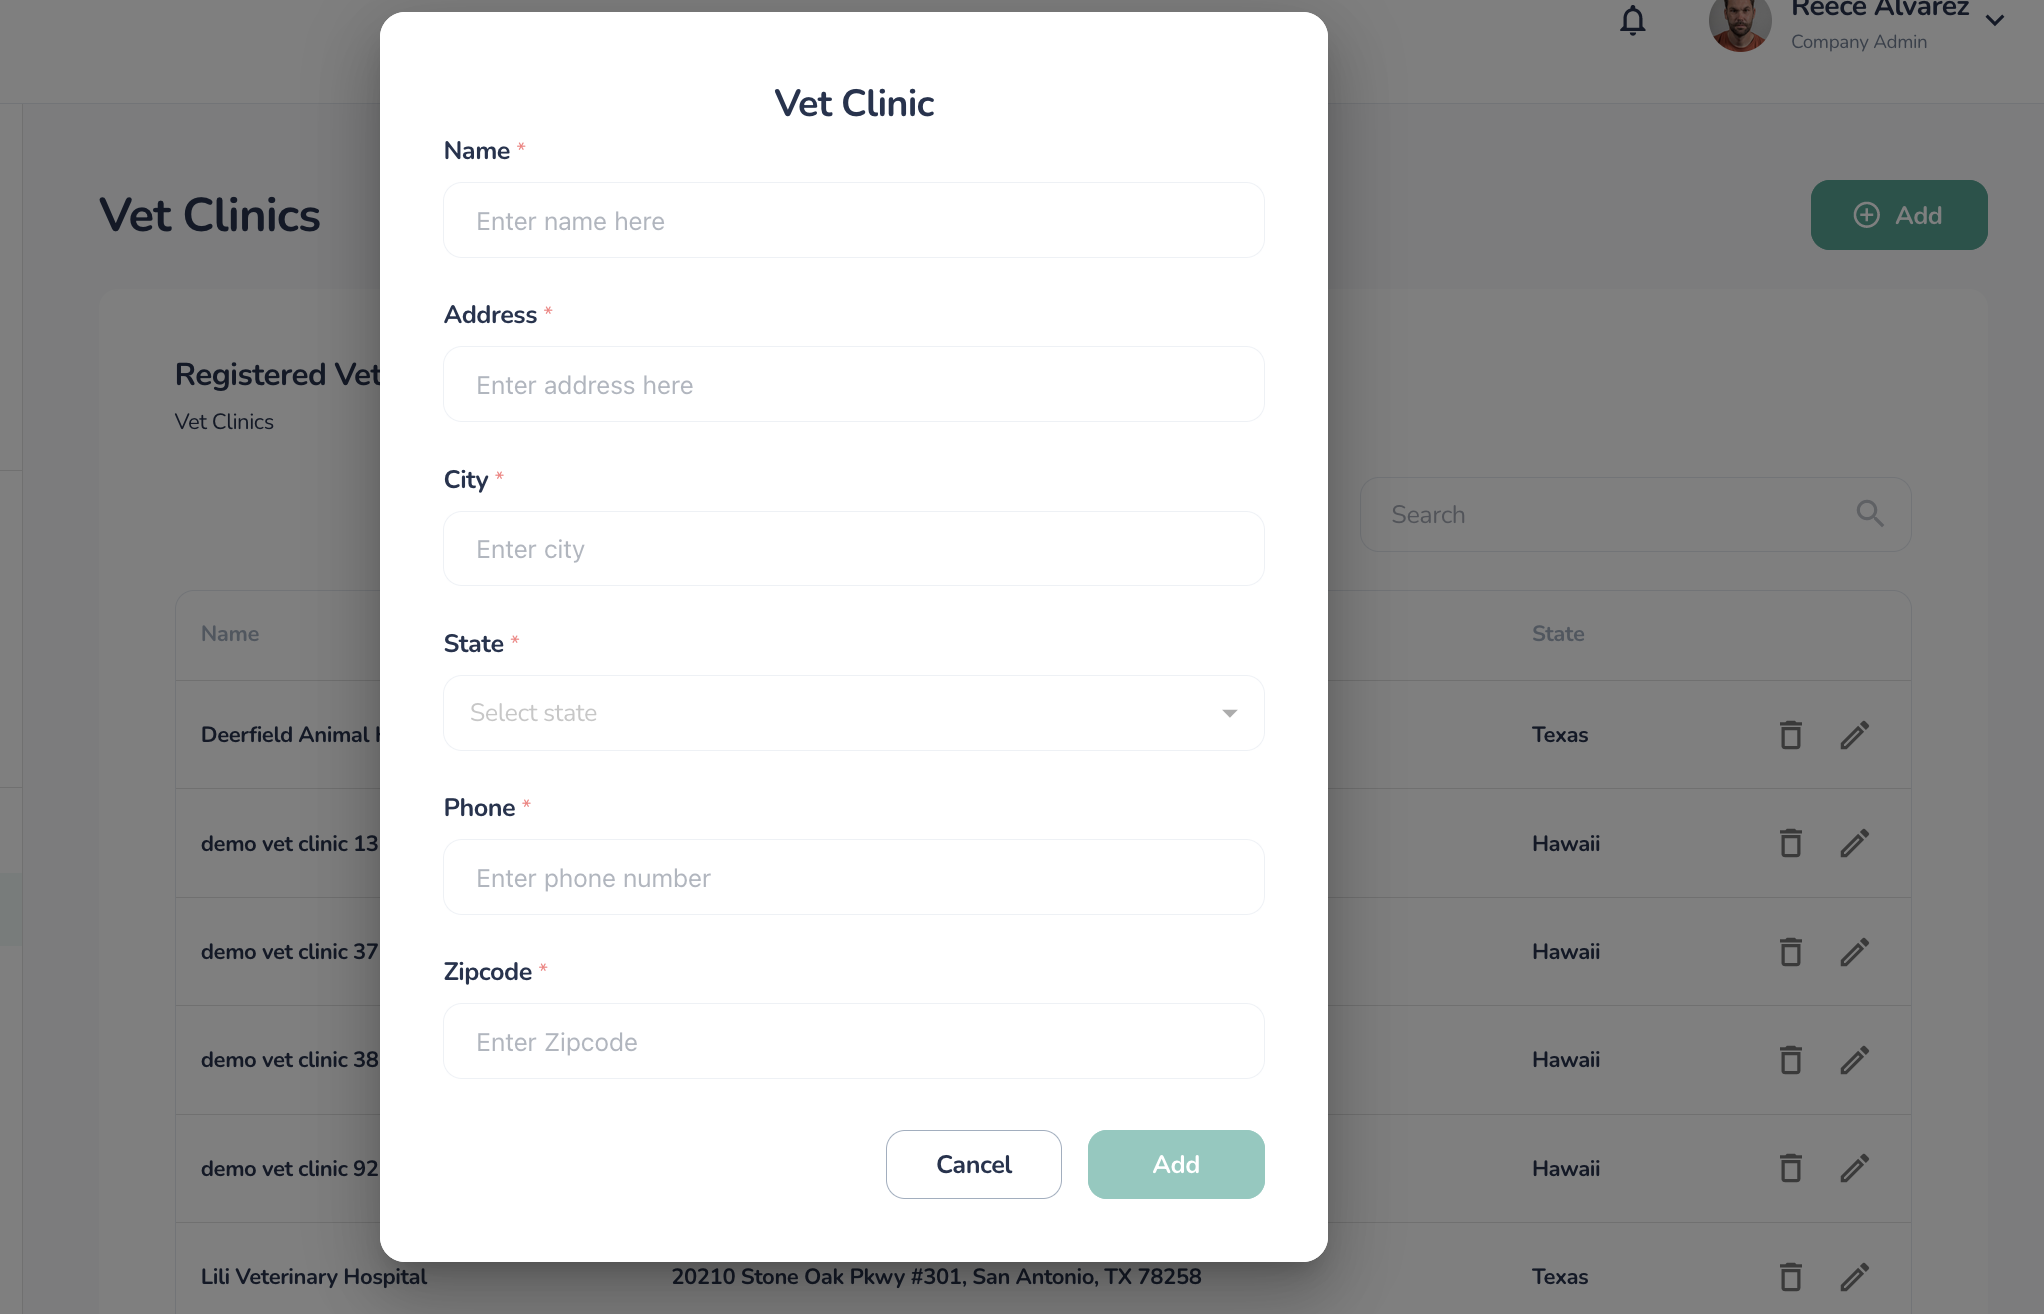 Reece Alvarez
Company Admin
Vet Clinics
Add
Registered Vet
Vet Clinics
Search
Name
State
Deerfield Animal
Texas
demo vet clinic 13
Hawaii
demo vet clinic 37
Hawaii
demo vet clinic 38
Hawaii
demo vet clinic 92
Hawaii
Lili Veterinary Hospital
20210 Stone Oak Pkwy #301, San Antonio, TX 78258
Texas
Vet Clinic
Name *
Enter name here
Address *
Enter address here
City *
Enter city
State *
Select state
Phone *
Enter phone number
Zipcode *
Enter Zipcode
Cancel
Add